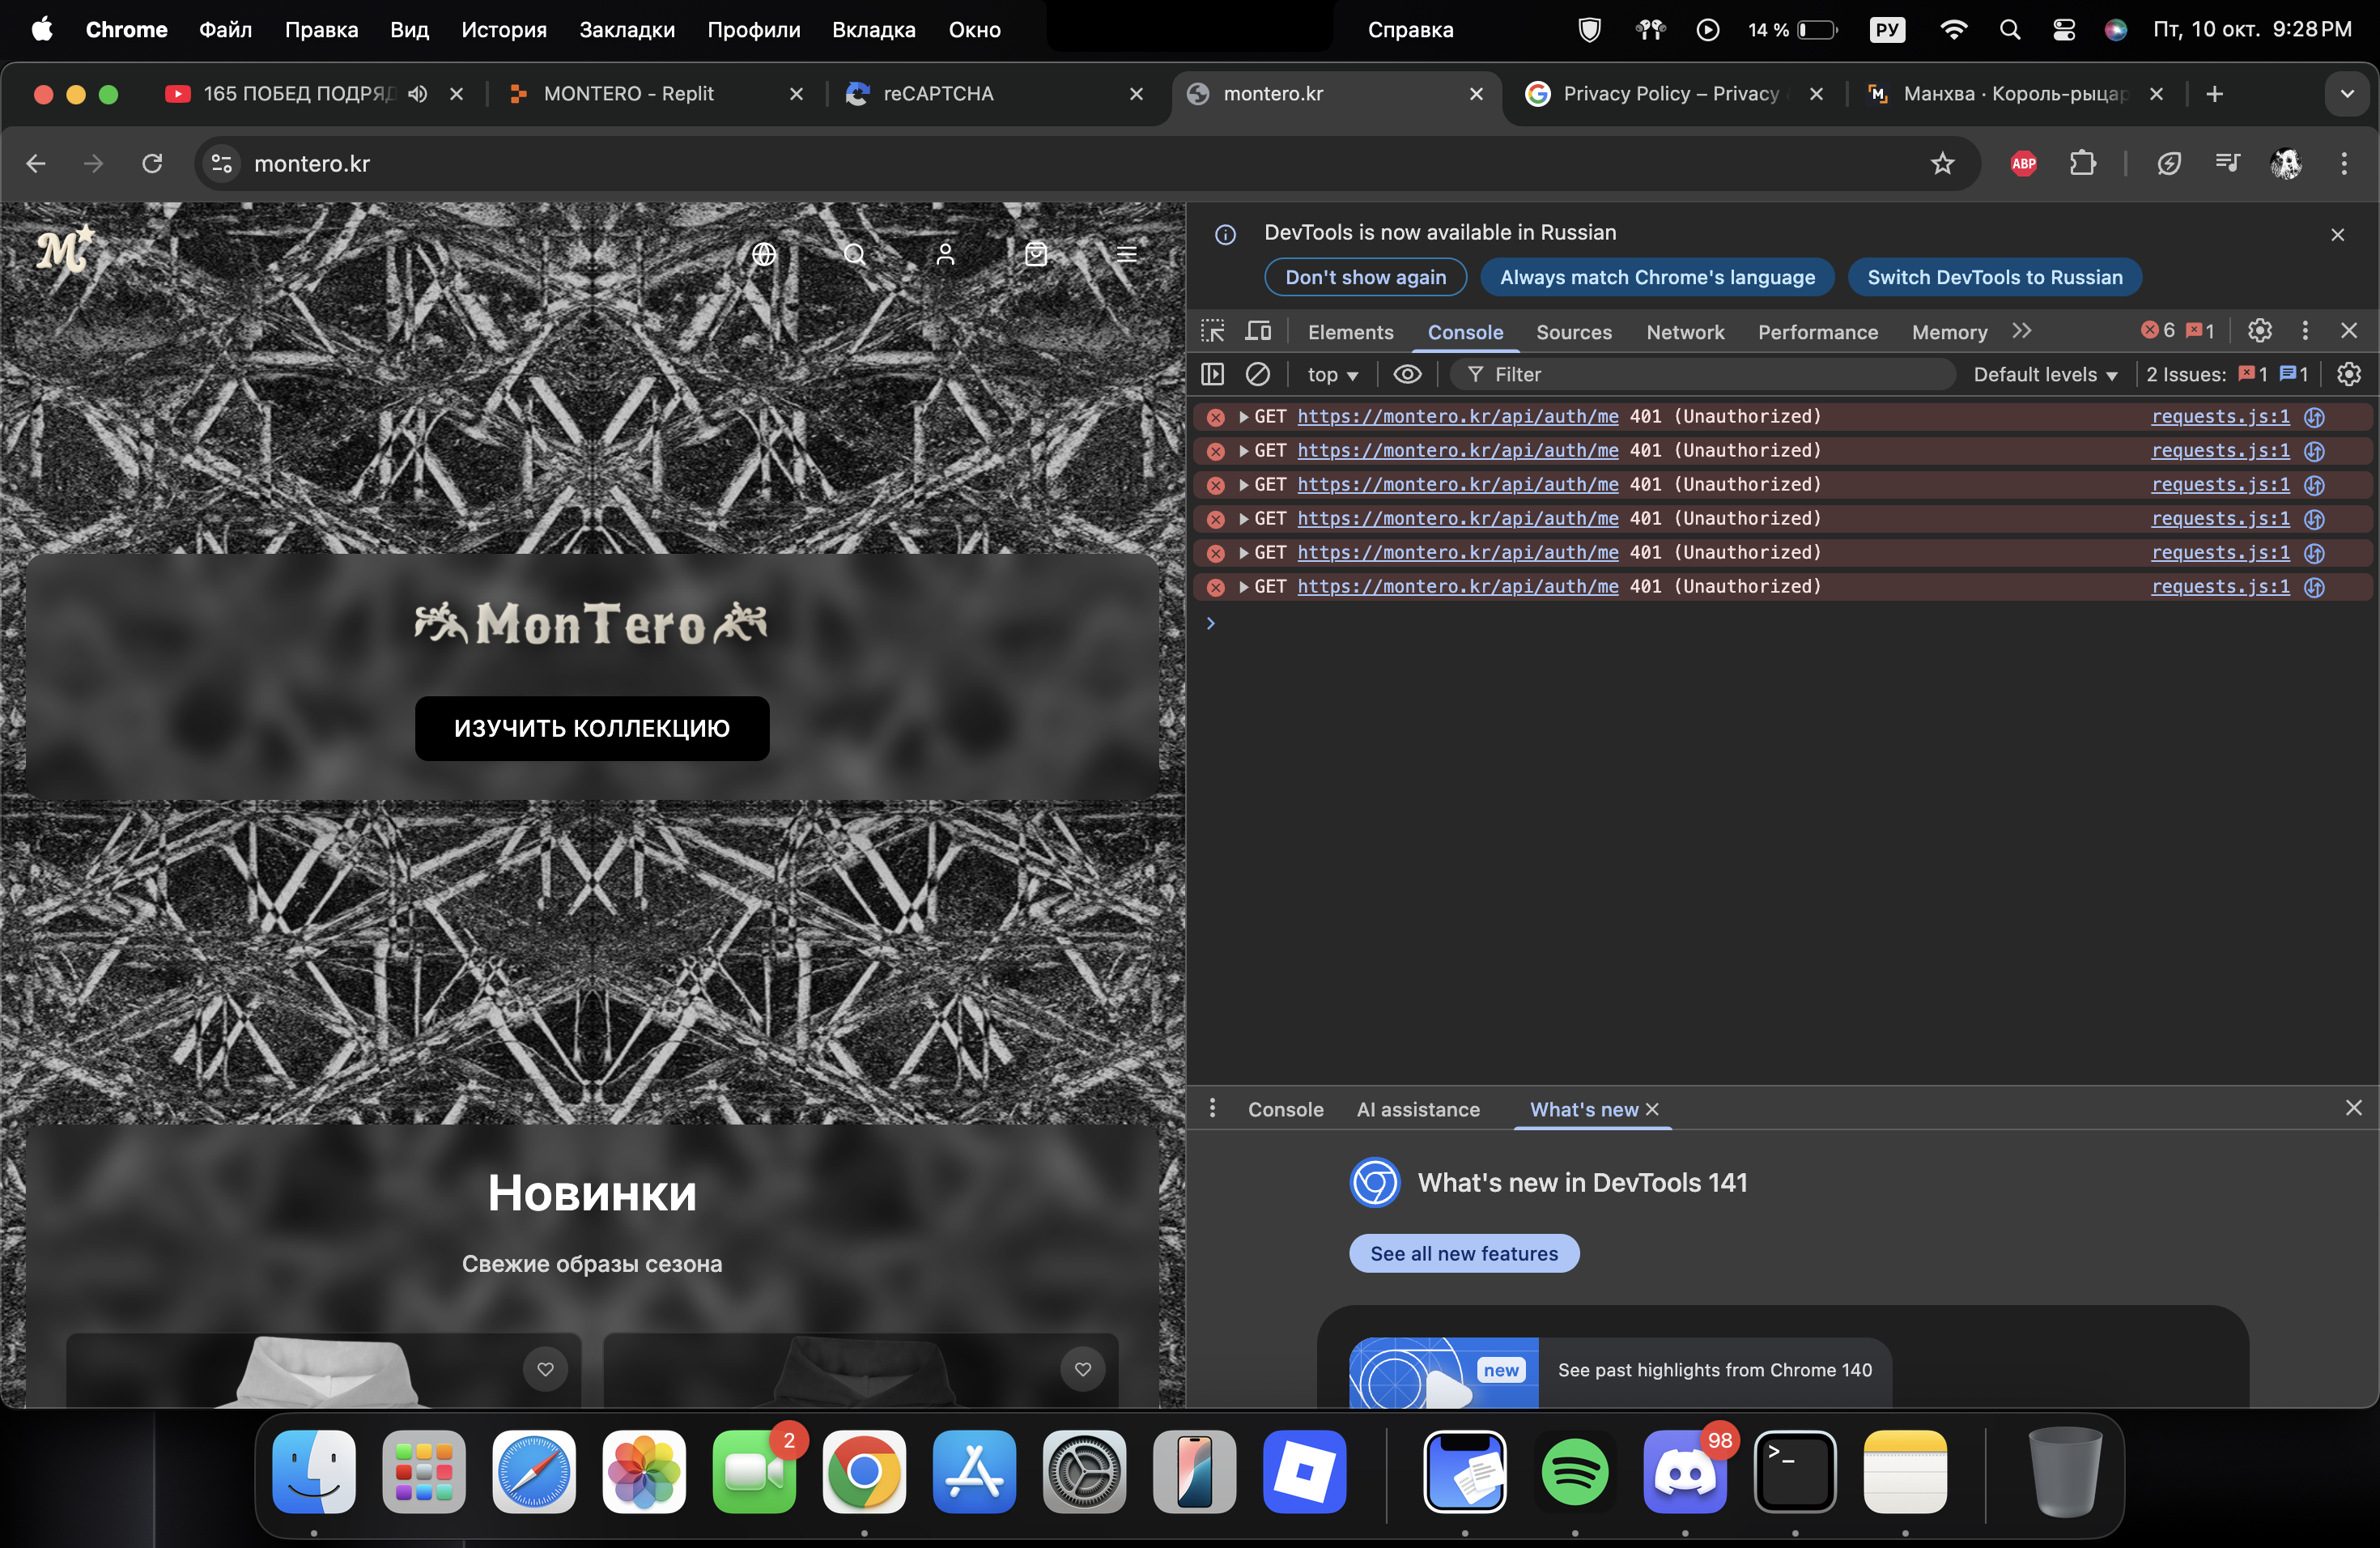 Chrome Файл Правка Вид История Закладки Профили Вкладка Окно Справка 14 % РУ Пт, 10 окт. 9:28 PM
165 ПОБЕД ПОДРЯД MONTERO - Replit reCAPTCHA montero.kr Privacy Policy – Privacy Манхва · Король-рыцар
montero.kr ABP
M
MonTero
ИЗУЧИТЬ КОЛЛЕКЦИЮ
Новинки
Свежие образы сезона
DevTools is now available in Russian
Don't show again Always match Chrome's language Switch DevTools to Russian
Elements Console Sources Network Performance Memory 6 1
top Filter Default levels 2 Issues: 1 1
GET https://montero.kr/api/auth/me 401 (Unauthorized) requests.js:1
GET https://montero.kr/api/auth/me 401 (Unauthorized) requests.js:1
GET https://montero.kr/api/auth/me 401 (Unauthorized) requests.js:1
GET https://montero.kr/api/auth/me 401 (Unauthorized) requests.js:1
GET https://montero.kr/api/auth/me 401 (Unauthorized) requests.js:1
GET https://montero.kr/api/auth/me 401 (Unauthorized) requests.js:1
Console AI assistance What's new
What's new in DevTools 141
See all new features
new See past highlights from Chrome 140
2 98